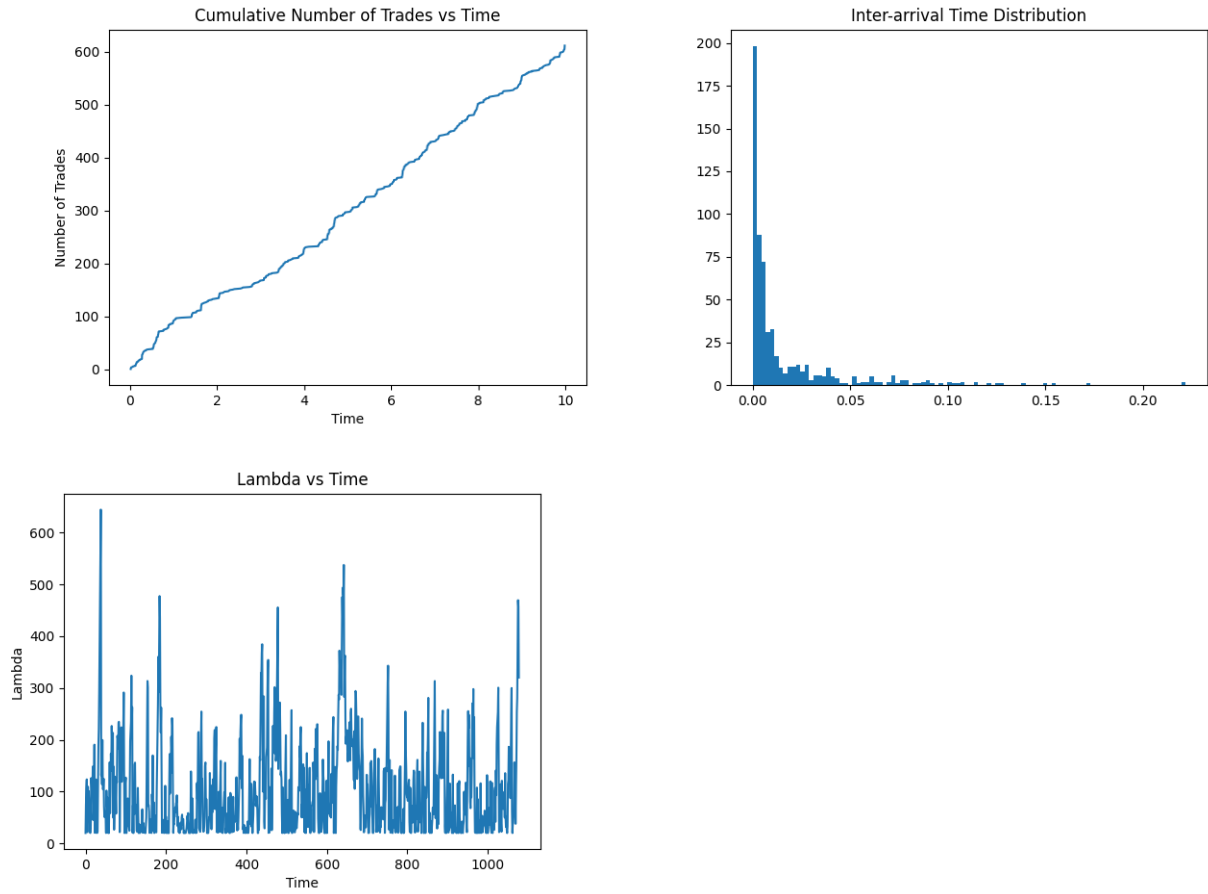 Cumulative Number of Trades vs Time
600
500
400
300
200
100
0
Number of Trades
0 2 4 6 8 10
Time
Inter-arrival Time Distribution
200
175
150
125
100
75
50
25
0
0.00 0.05 0.10 0.15 0.20
Lambda vs Time
600
500
400
300
200
100
0
Lambda
0 200 400 600 800 1000
Time